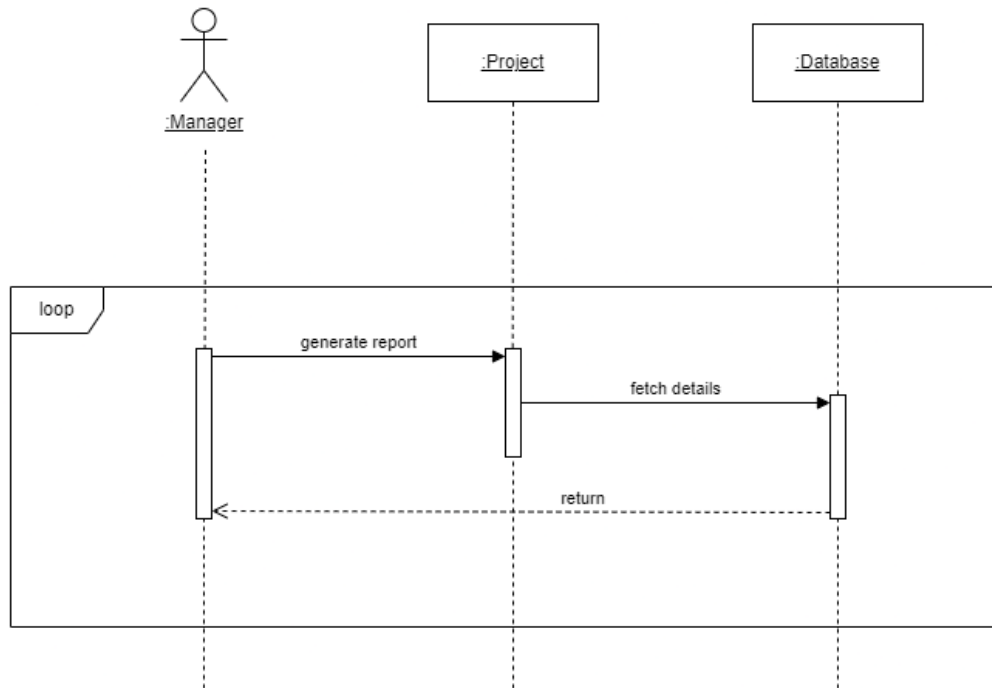 :Manager
:Project
:Database
loop
generate report
fetch details
return